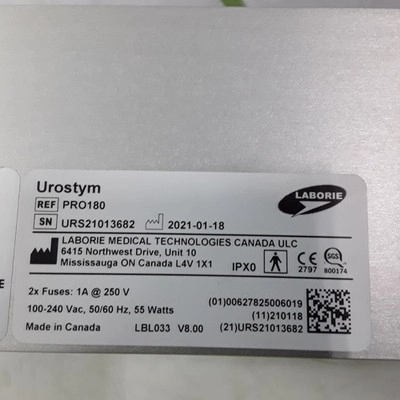 Urostym
LABORIE
REF PRO180
SN URS21013682 2021-01-18
LABORIE MEDICAL TECHNOLOGIES CANADA ULC
6415 Northwest Drive, Unit 10
Mississauga ON Canada L4V 1X1
IPX0
CE
2797
SGS
800174
E
2x Fuses: 1A @ 250 V
100-240 Vac, 50/60 Hz, 55 Watts
Made in Canada LBL033 V8.00
(01)00627825006019
(11)210118
(21)URS21013682